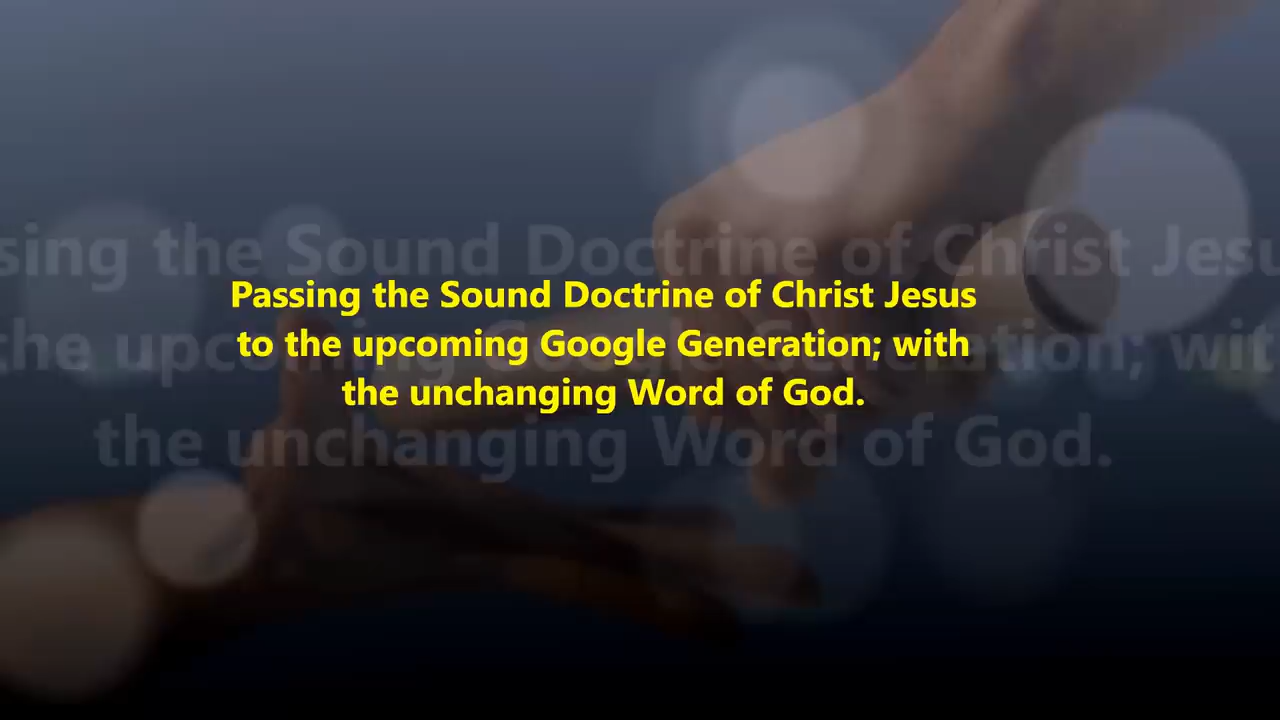 Passing the Sound Doctrine of Christ Jesus
to the upcoming Google Generation; with
the unchanging Word of God.